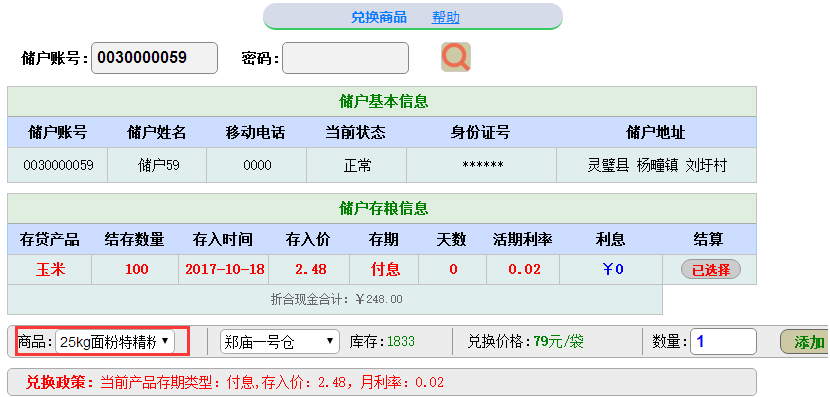 兑换商品 帮助
储户账号: 0030000059 密码:
储户基本信息
储户账号 储户姓名 移动电话 当前状态 身份证号 储户地址
0030000059 储户59 0000 正常 ****** 灵璧县 杨疃镇 刘圩村
储户存粮信息
存贷产品 结存数量 存入时间 存入价 存期 天数 活期利率 利息 结算
玉米 100 2017-10-18 2.48 付息 0 0.02 ¥0 已选择
折合现金合计: ¥248.00
商品: 25kg面粉特精粉 郑庙一号仓 库存:1833 兑换价格:79元/袋 数量: 1 添加
兑换政策: 当前产品存期类型: 付息,存入价: 2.48, 月利率: 0.02